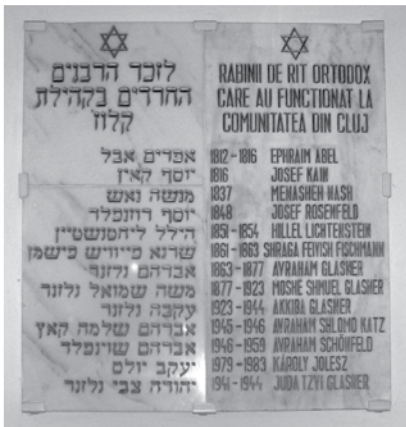 לזכר הרבנים
החרדים בקהילת
קלוז'
אפרים אבל
יוסף קאין
מנשה נאש
יוסף רוזנפלד
הילל ליחטנשטיין
שרגא פייוויש פישמן
אברהם גלזנר
משה שמואל גלזנר
עקבה גלזנר
אברהם שלמה קאץ
אברהם שוינפלד
יעקב יולס
יהודה צבי גלזנר
RABINII DE RIT ORTODOX
CARE AU FUNCTIONAT LA
COMUNITATEA DIN CLUJ
1812-1816 EPHRAIM ABEL
1816 JOSEF KAIN
1837 MENASHEH NASH
1848 JOSEF ROSENFELD
1851-1854 HILLEL LICHTENSTEIN
1861-1863 SHRAGA FEIVISH FISCHMANN
1863-1877 AVRAHAM GLASNER
1877-1923 MOSHE SHMUEL GLASNER
1923-1944 AKKIBA GLASNER
1945-1946 AVRAHAM SHLOMO KATZ
1946-1959 AVRAHAM SCHÖNFELD
1979-1983 KÁROLY JOLESZ
1941-1944 JUDA TZVI GLASNER